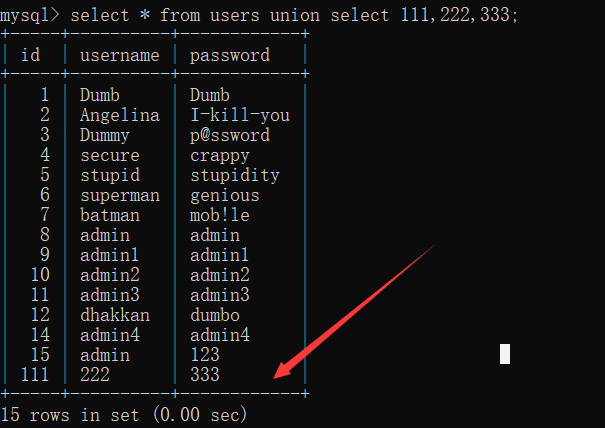 mysql> select * from users union select 111,222,333;
+-----+----------+------------+
| id | username | password |
+-----+----------+------------+
| 1 | Dumb | Dumb |
| 2 | Angelina | I-kill-you |
| 3 | Dummy | p@ssword |
| 4 | secure | crappy |
| 5 | stupid | stupidity |
| 6 | superman | genious |
| 7 | batman | mob!le |
| 8 | admin | admin |
| 9 | admin1 | admin1 |
| 10 | admin2 | admin2 |
| 11 | admin3 | admin3 |
| 12 | dhakkan | dumbo |
| 14 | admin4 | admin4 |
| 15 | admin | 123 |
| 111 | 222 | 333 |
+-----+----------+------------+
15 rows in set (0.00 sec)